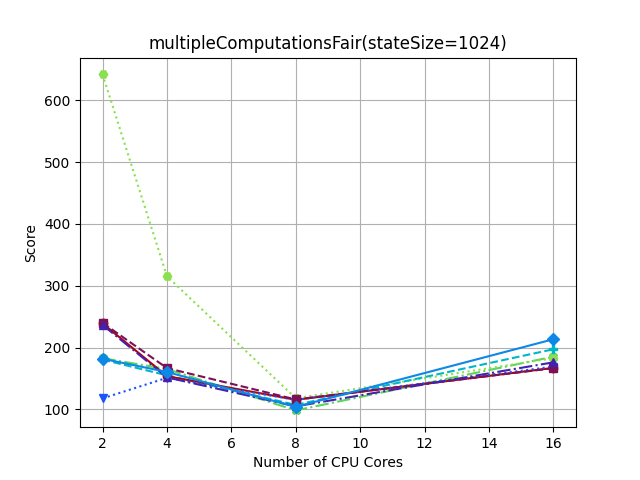 multipleComputationsFair(stateSize=1024)
600
500
400
300
200
100
Score
2 4 6 8 10 12 14 16
Number of CPU Cores